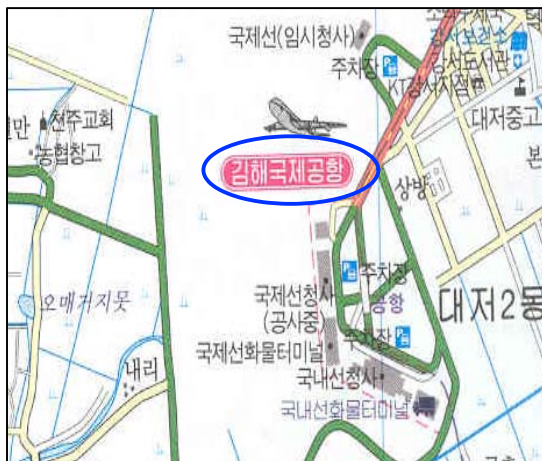 국제선(임시청사)
강서보건소
주차장
강서도서관
KT강서지점
천주교회
농협창고
대저중고
김해국제공항
상방
주차장
국제선청사
(공사중)
공항
오매거지못
대저2동
주차장
국제선화물터미널
국내선청사
내리
국내선화물터미널